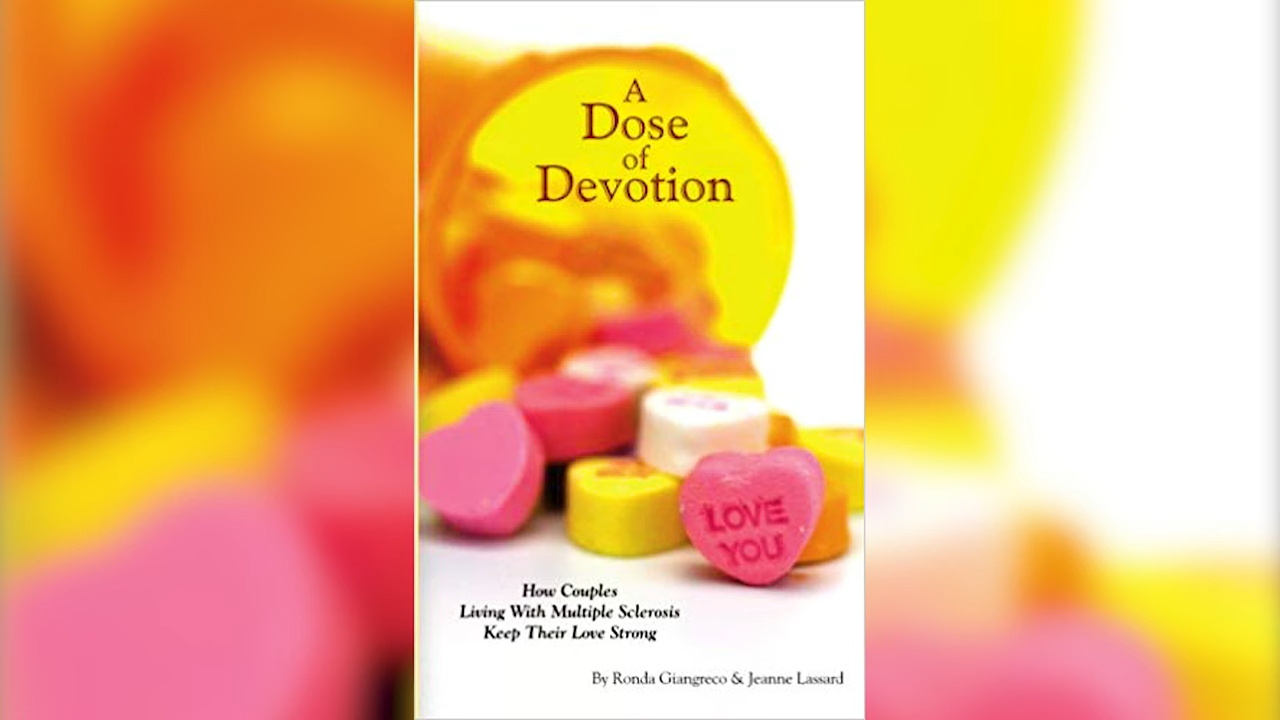 A
Dose
of
Devotion
LOVE
YOU
How Couples
Living With Multiple Sclerosis
Keep Their Love Strong
By Ronda Giangreco & Jeanne Lassard